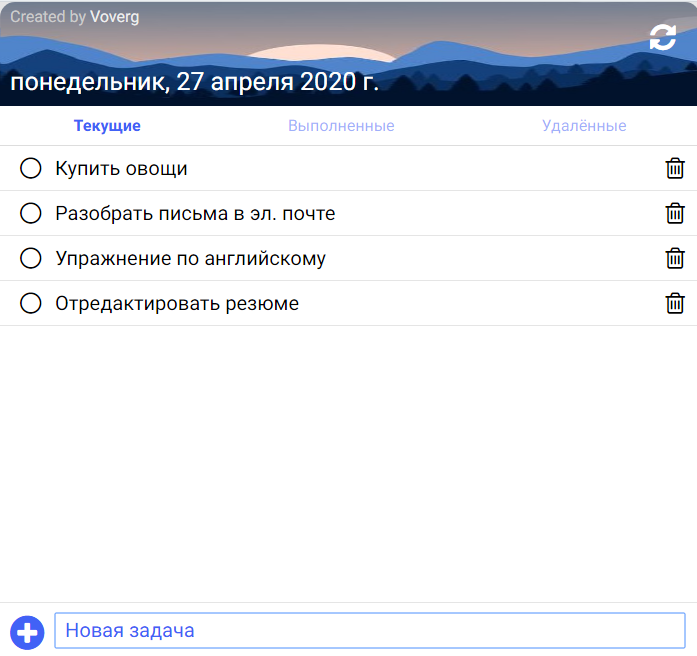 Created by Voverg
понедельник, 27 апреля 2020 г.
Текущие Выполненные Удалённые
Купить овощи
Разобрать письма в эл. почте
Упражнение по английскому
Отредактировать резюме
Новая задача